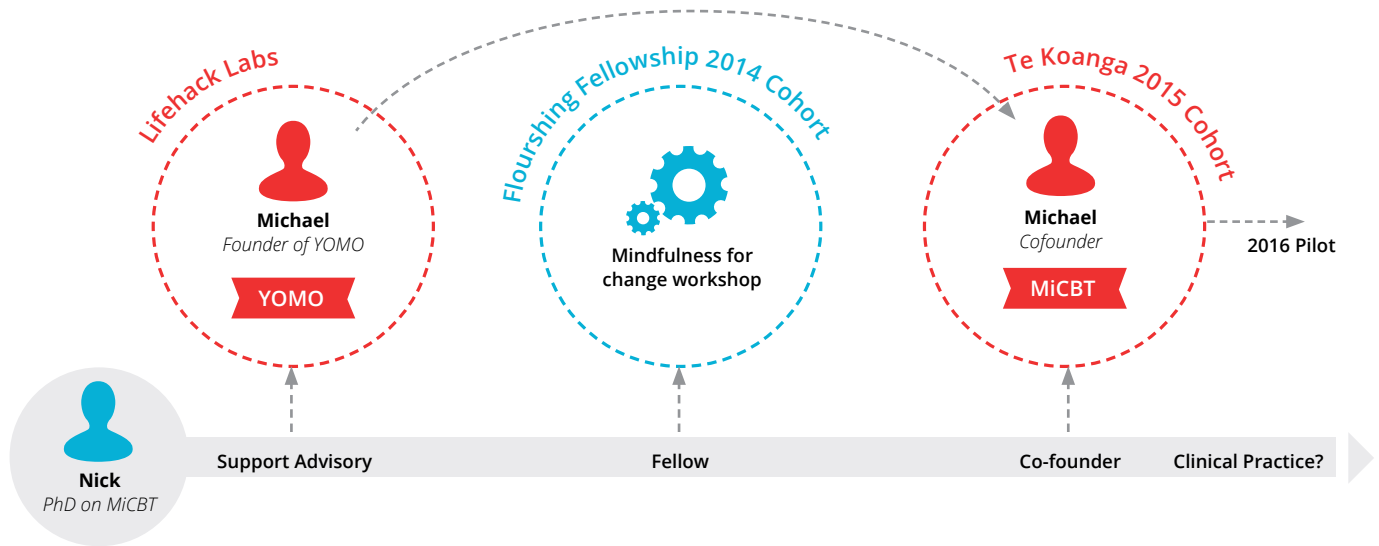 Lifehack Labs
Michael
Founder of YOMO
YOMO
Flourshing Fellowship 2014 Cohort
Mindfulness for
change workshop
Te Koanga 2015 Cohort
Michael
Cofounder
MiCBT
2016 Pilot
Nick
PhD on MiCBT
Support Advisory
Fellow
Co-founder
Clinical Practice?